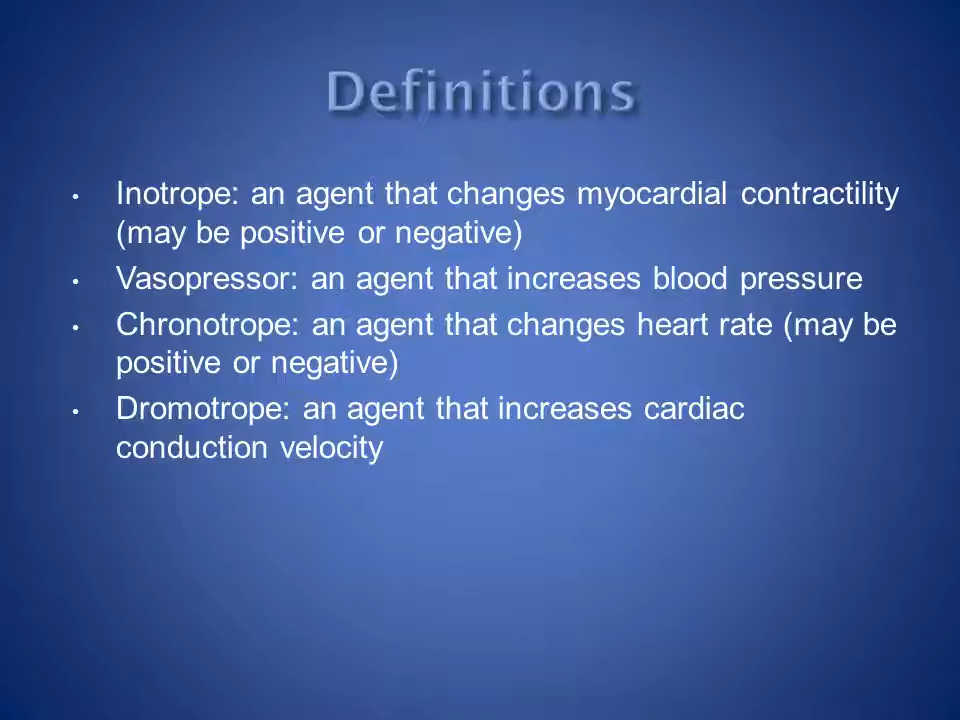 Definitions
• Inotrope: an agent that changes myocardial contractility
(may be positive or negative)
• Vasopressor: an agent that increases blood pressure
• Chronotrope: an agent that changes heart rate (may be
positive or negative)
• Dromotrope: an agent that increases cardiac
conduction velocity